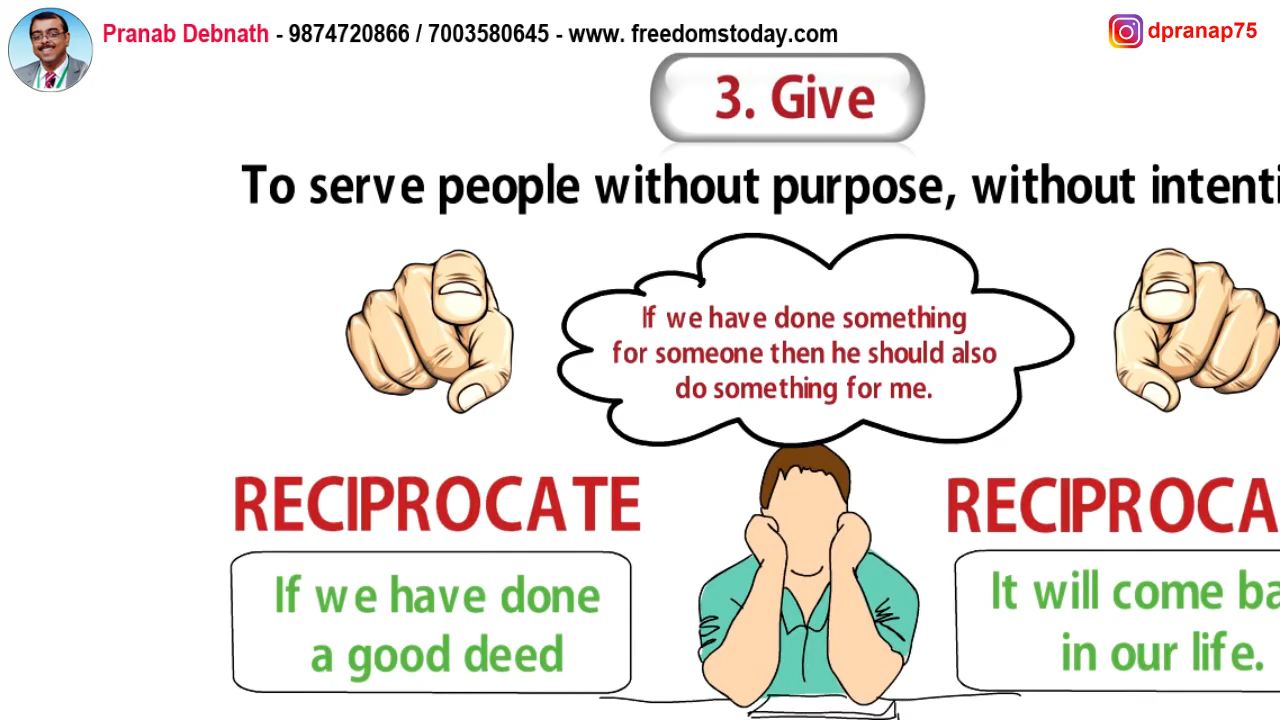 Pranab Debnath - 9874720866 / 7003580645 - www. freedomstoday.com
dpranap75
3. Give
To serve people without purpose, without intenti
If we have done something
for someone then he should also
do something for me.
RECIPROCATE
RECIPROCA
If we have done
a good deed
It will come ba
in our life.